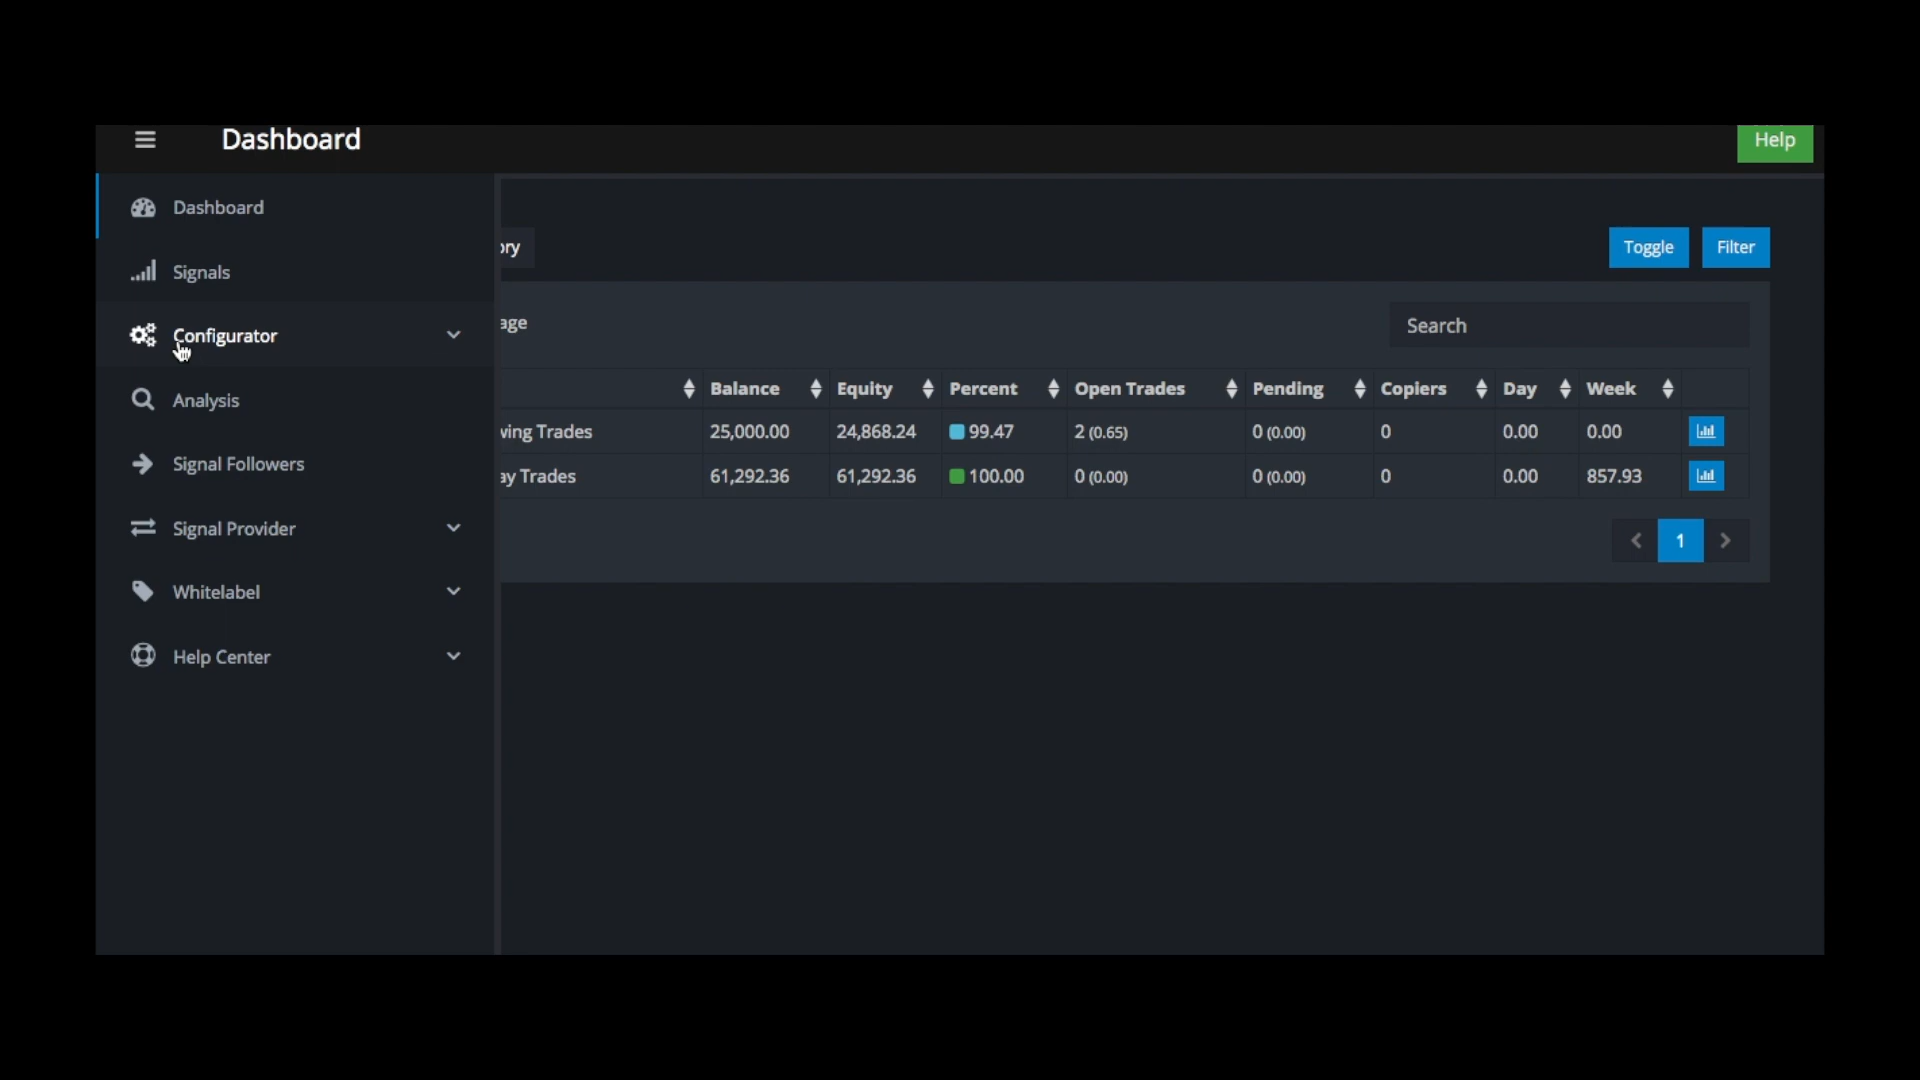 Dashboard
Help
Dashboard
Signals
Configurator
Analysis
Signal Followers
Signal Provider
Whitelabel
Help Center
ory
Toggle
Filter
age
Search
Balance Equity Percent Open Trades Pending Copiers Day Week
ving Trades 25,000.00 24,868.24 99.47 2 (0.65) 0 (0.00) 0 0.00 0.00
ay Trades 61,292.36 61,292.36 100.00 0 (0.00) 0 (0.00) 0 0.00 857.93
1